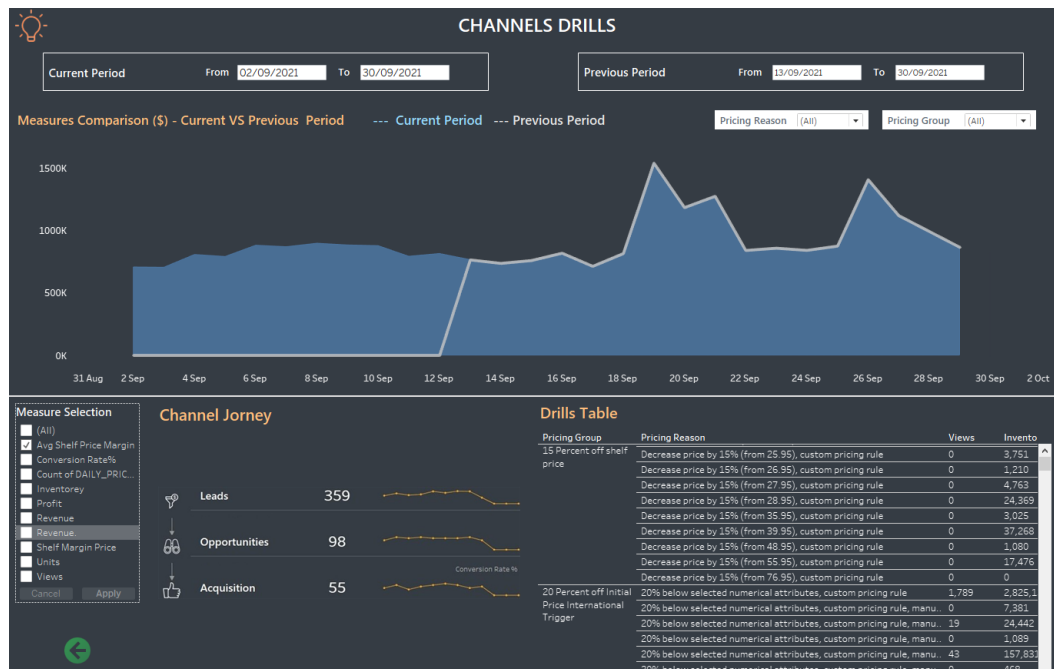 CHANNELS DRILLS
Current Period From 02/09/2021 To 30/09/2021
Previous Period From 13/09/2021 To 30/09/2021
Measures Comparison ($) - Current VS Previous Period --- Current Period --- Previous Period
Pricing Reason (All) Pricing Group (All)
1500K
1000K
500K
0K
31 Aug 2 Sep 4 Sep 6 Sep 8 Sep 10 Sep 12 Sep 14 Sep 16 Sep 18 Sep 20 Sep 22 Sep 24 Sep 26 Sep 28 Sep 30 Sep 2 Oct
Measure Selection
(All)
Avg Shelf Price Margin
Conversion Rate%
Count of DAILY_PRIC...
Inventorey
Profit
Revenue
Revenue.
Shelf Margin Price
Units
Views
Cancel Apply
Channel Jorney
Leads 359
Opportunities 98
Conversion Rate %
Acquisition 55
Drills Table
Pricing Group Pricing Reason Views Invento
15 Percent off shelf
price
Decrease price by 15% (from 25.95), custom pricing rule 0 3,751
Decrease price by 15% (from 26.95), custom pricing rule 0 1,210
Decrease price by 15% (from 27.95), custom pricing rule 0 4,763
Decrease price by 15% (from 28.95), custom pricing rule 0 24,369
Decrease price by 15% (from 35.95), custom pricing rule 0 3,025
Decrease price by 15% (from 39.95), custom pricing rule 0 37,268
Decrease price by 15% (from 48.95), custom pricing rule 0 1,080
Decrease price by 15% (from 55.95), custom pricing rule 0 17,476
Decrease price by 15% (from 76.95), custom pricing rule 0 0
20 Percent off Initial
Price International
Trigger
20% below selected numerical attributes, custom pricing rule 1,789 2,825,1
20% below selected numerical attributes, custom pricing rule, manu.. 0 7,381
20% below selected numerical attributes, custom pricing rule, manu.. 19 24,442
20% below selected numerical attributes, custom pricing rule, manu.. 0 1,089
20% below selected numerical attributes, custom pricing rule, manu.. 43 157,833